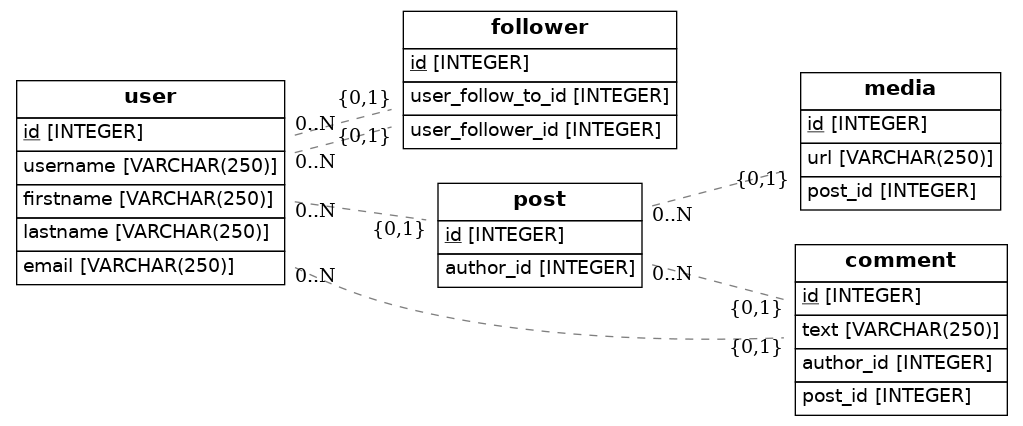 follower
id [INTEGER]
user_follow_to_id [INTEGER]
user_follower_id [INTEGER]
user
id [INTEGER]
username [VARCHAR(250)]
firstname [VARCHAR(250)]
lastname [VARCHAR(250)]
email [VARCHAR(250)]
{0,1}
0..N
{0,1}
0..N
0..N
{0,1}
0..N
{0,1}
post
id [INTEGER]
author_id [INTEGER]
{0,1}
0..N
0..N
{0,1}
media
id [INTEGER]
url [VARCHAR(250)]
post_id [INTEGER]
comment
id [INTEGER]
text [VARCHAR(250)]
author_id [INTEGER]
post_id [INTEGER]